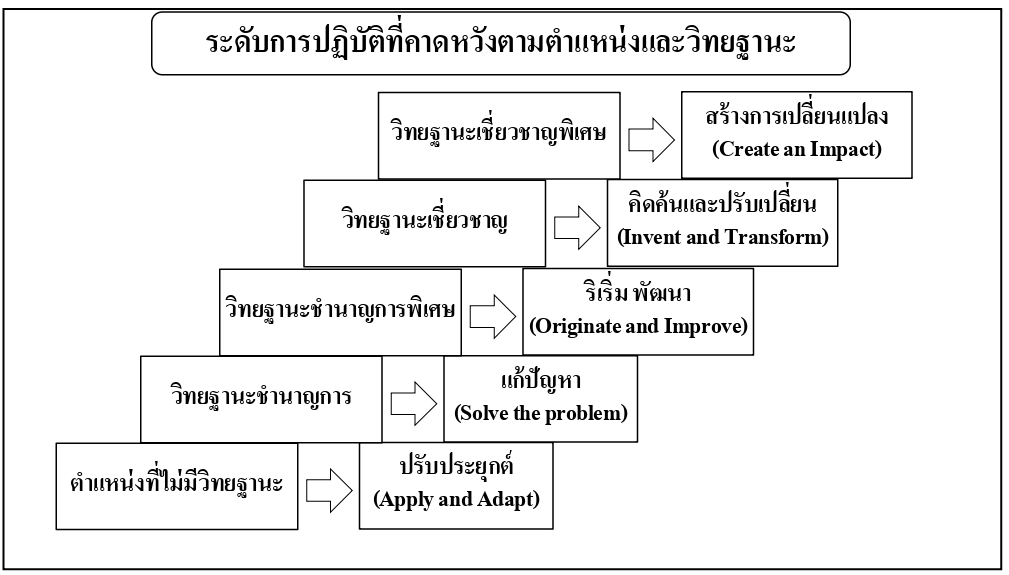 ระดับการปฏิบัติที่คาดหวังตามตำแหน่งและวิทยฐานะ
วิทยฐานะเชี่ยวชาญพิเศษ
สร้างการเปลี่ยนแปลง
(Create an Impact)
วิทยฐานะเชี่ยวชาญ
คิดค้นและปรับเปลี่ยน
(Invent and Transform)
วิทยฐานะชำนาญการพิเศษ
ริเริ่ม พัฒนา
(Originate and Improve)
วิทยฐานะชำนาญการ
แก้ปัญหา
(Solve the problem)
ตำแหน่งที่ไม่มีวิทยฐานะ
ปรับประยุกต์
(Apply and Adapt)